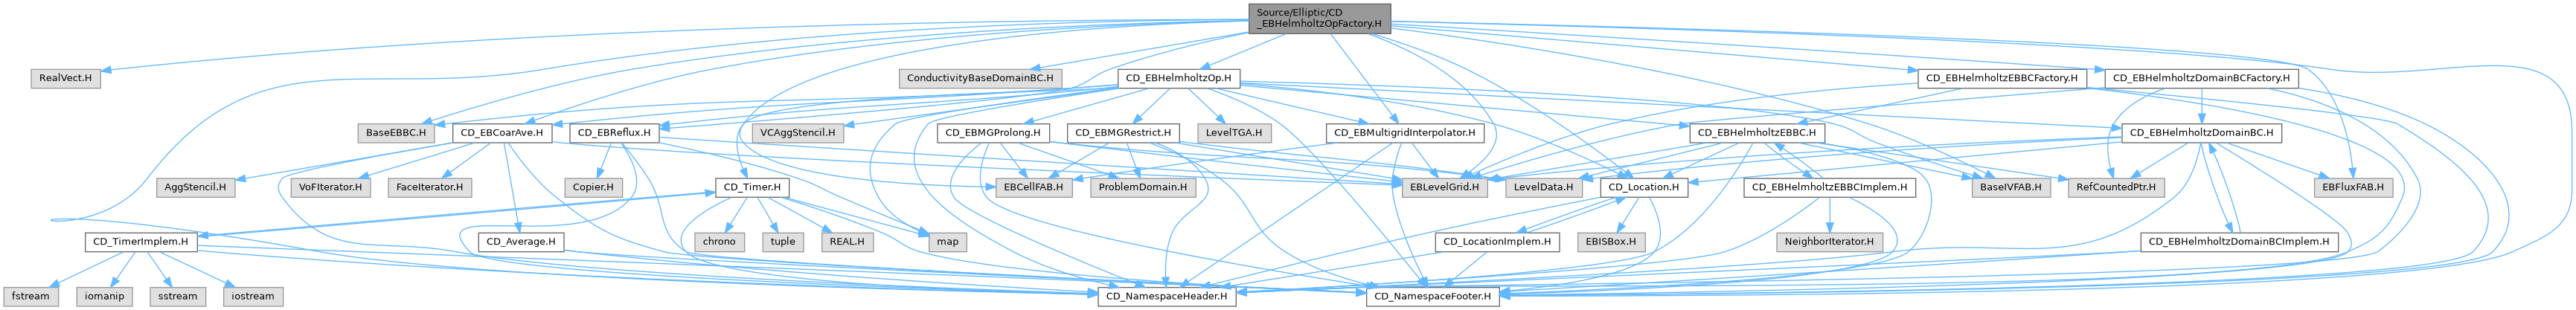 Source/Elliptic/CD
_EBHelmholtzOpFactory.H
RealVect.H
ConductivityBaseDomainBC.H
CD_EBHelmholtzOp.H
CD_EBHelmholtzEBBCFactory.H
CD_EBHelmholtzDomainBCFactory.H
BaseEBBC.H
CD_EBCoarAve.H
CD_EBReflux.H
VCAggStencil.H
CD_EBMGProlong.H
CD_EBMGRestrict.H
LevelTGA.H
CD_EBMultigridInterpolator.H
CD_EBHelmholtzEBBC.H
CD_EBHelmholtzDomainBC.H
AggStencil.H
VoFIterator.H
FaceIterator.H
Copier.H
CD_Timer.H
EBCellFAB.H
ProblemDomain.H
EBLevelGrid.H
LevelData.H
CD_Location.H
CD_EBHelmholtzEBBCImplem.H
BaseIVFAB.H
RefCountedPtr.H
EBFluxFAB.H
CD_TimerImplem.H
CD_Average.H
chrono
tuple
REAL.H
map
CD_LocationImplem.H
EBISBox.H
NeighborIterator.H
CD_EBHelmholtzDomainBCImplem.H
fstream
iomanip
sstream
iostream
CD_NamespaceHeader.H
CD_NamespaceFooter.H